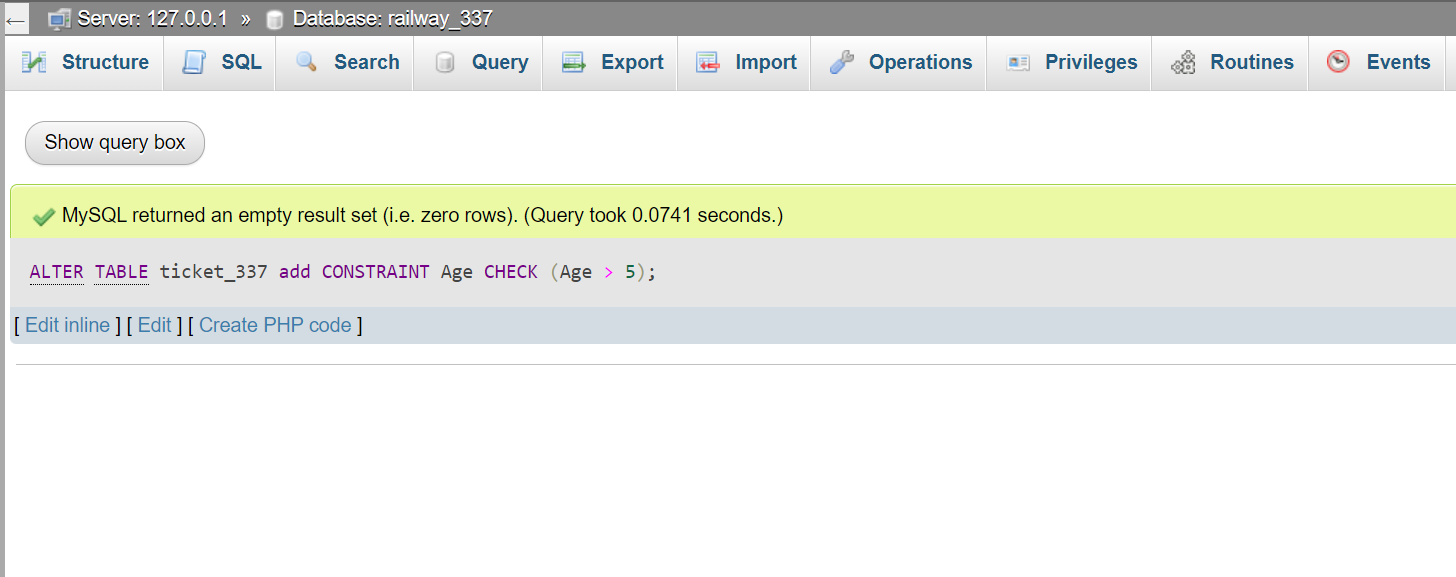 ← Server: 127.0.0.1 » Database: railway_337
Structure SQL Search Query Export Import Operations Privileges Routines Events
Show query box
MySQL returned an empty result set (i.e. zero rows). (Query took 0.0741 seconds.)
ALTER TABLE ticket_337 add CONSTRAINT Age CHECK (Age > 5);
[ Edit inline ] [ Edit ] [ Create PHP code ]